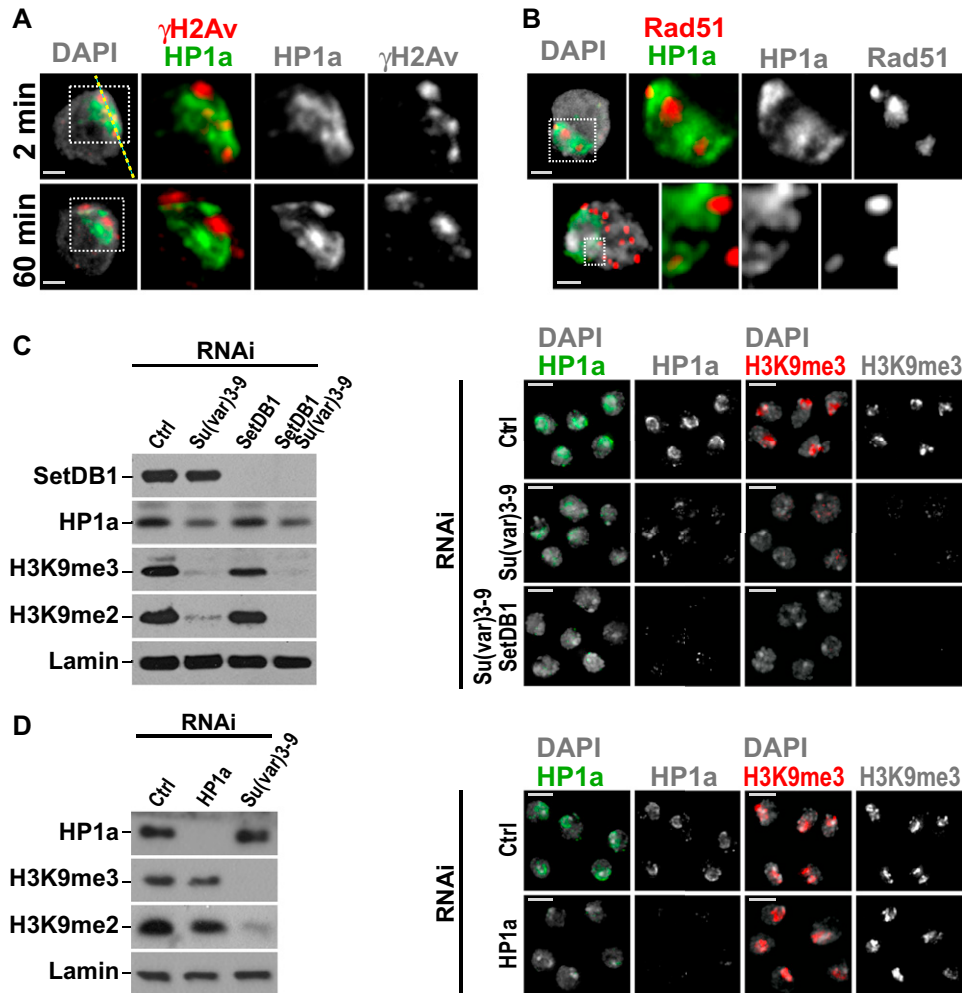 A
γH2Av
DAPI HP1a HP1a γH2Av
2 min
60 min
B
Rad51
DAPI HP1a HP1a Rad51
C
RNAi
Ctrl Su(var)3-9 SetDB1 SetDB1 Su(var)3-9
SetDB1
HP1a
H3K9me3
H3K9me2
Lamin
DAPI DAPI
HP1a HP1a H3K9me3 H3K9me3
RNAi
Ctrl
Su(var)3-9
Su(var)3-9
SetDB1
D
RNAi
Ctrl HP1a Su(var)3-9
HP1a
H3K9me3
H3K9me2
Lamin
DAPI DAPI
HP1a HP1a H3K9me3 H3K9me3
RNAi
Ctrl
HP1a